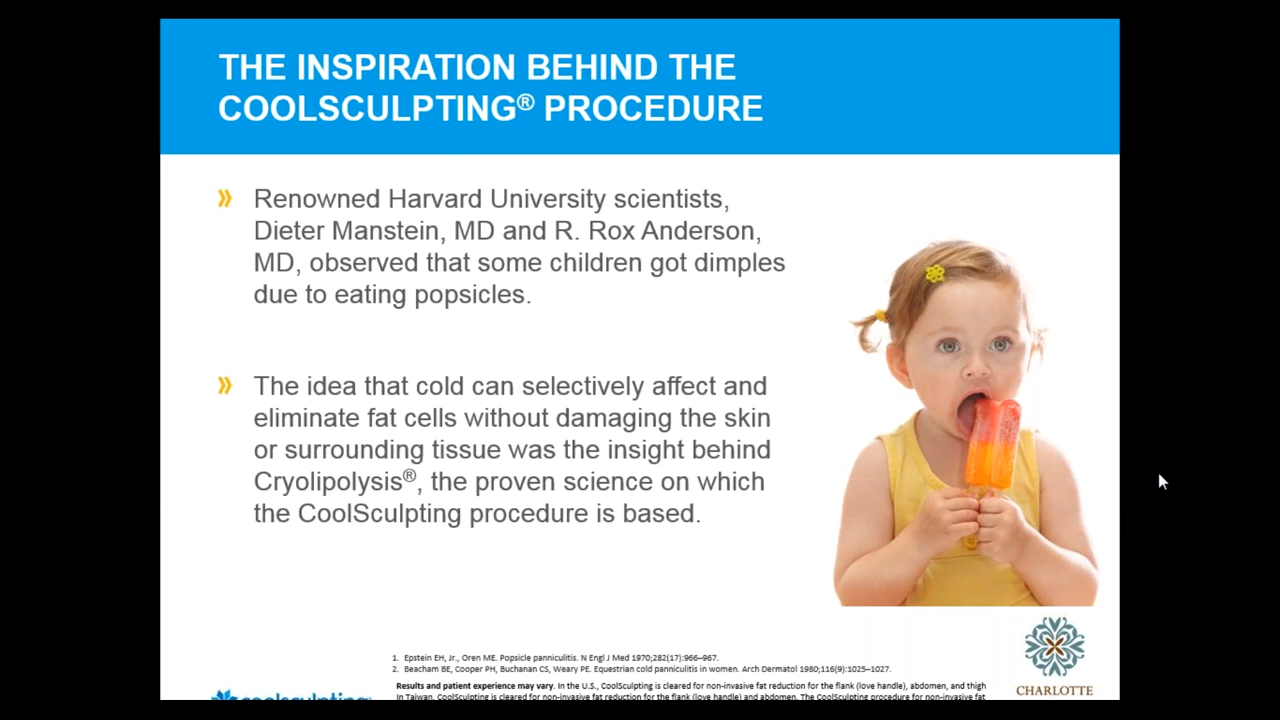 THE INSPIRATION BEHIND THE
COOLSCULPTING® PROCEDURE
» Renowned Harvard University scientists,
Dieter Manstein, MD and R. Rox Anderson,
MD, observed that some children got dimples
due to eating popsicles.
» The idea that cold can selectively affect and
eliminate fat cells without damaging the skin
or surrounding tissue was the insight behind
Cryolipolysis®, the proven science on which
the CoolSculpting procedure is based.
1. Epstein EH, Jr., Oren ME. Popsicle panniculitis. N Engl J Med 1970;282(17):966–967.
2. Beacham BE, Cooper PH, Buchanan CS, Weary PE. Equestrian cold panniculitis in women. Arch Dermatol 1980;116(9):1025–1027.
Results and patient experience may vary. In the U.S., CoolSculpting is cleared for non-invasive fat reduction for the flank (love handle), abdomen, and thigh
In Taiwan, CoolSculpting is cleared for non-invasive fat reduction for the flank (love handle) and abdomen. The CoolSculpting procedure for non-invasive fat
coolsculpting
CHARLOTTE